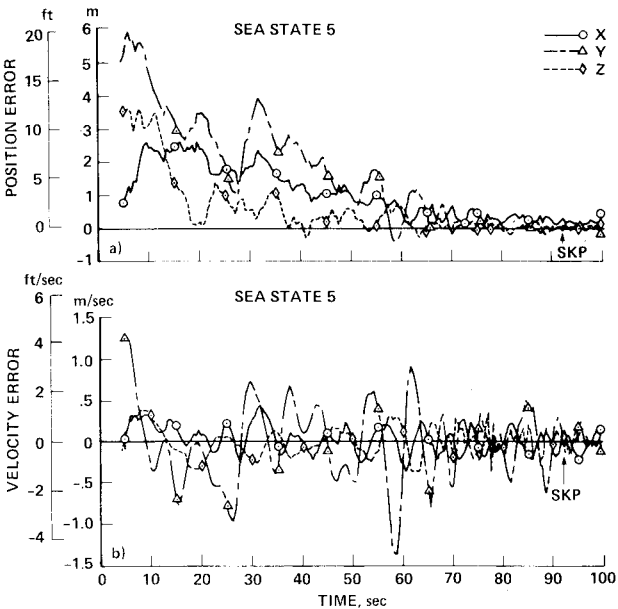 ft
m
SEA STATE 5
X
Y
Z
POSITION ERROR
20
15
10
5
0
6
5
4
3
2
1
0
-1
a)
SKP
ft/sec
m/sec
SEA STATE 5
VELOCITY ERROR
6
4
2
0
-2
-4
1.5
1.0
.5
0
-.5
-1.0
-1.5
b)
SKP
0 10 20 30 40 50 60 70 80 90 100
TIME, sec